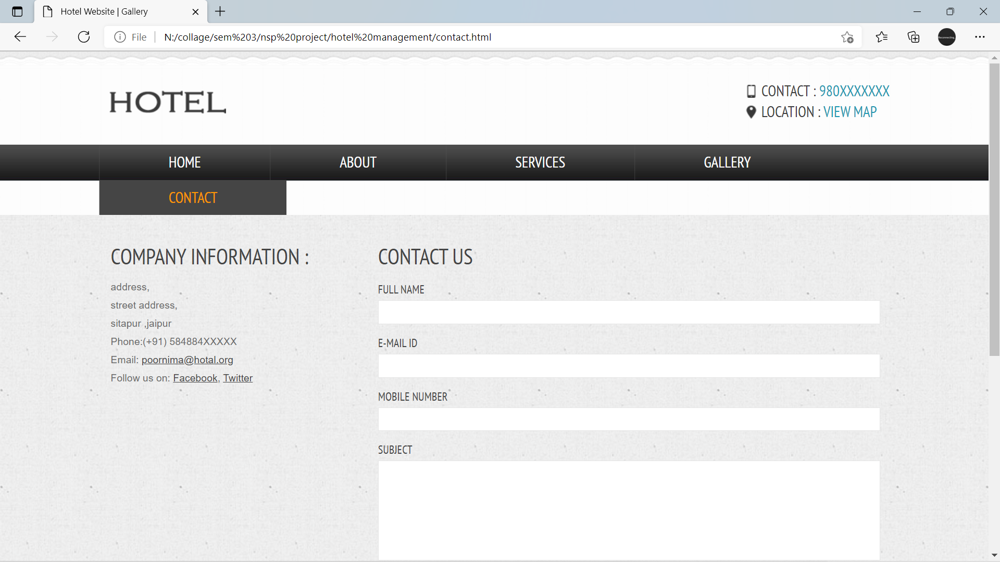 Hotel Website | Gallery
File
N:/collage/sem%203/nsp%20project/hotel%20management/contact.html
Reconnecting.
HOTEL
CONTACT : 980XXXXXXX
LOCATION : VIEW MAP
HOME ABOUT SERVICES GALLERY
CONTACT
COMPANY INFORMATION :
address,
street address,
sitapur ,jaipur
Phone:(+91) 584884XXXXX
Email: poornima@hotal.org
Follow us on: Facebook, Twitter
CONTACT US
FULL NAME
E-MAIL ID
MOBILE NUMBER
SUBJECT